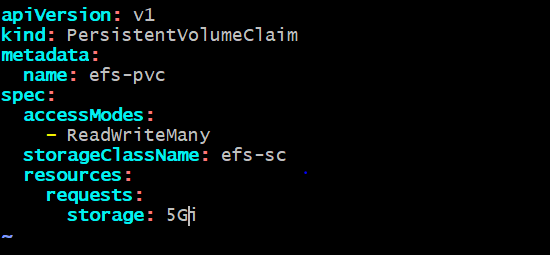 apiVersion: v1
kind: PersistentVolumeClaim
metadata:
  name: efs-pvc
spec:
  accessModes:
    - ReadWriteMany
  storageClassName: efs-sc
  resources:
    requests:
      storage: 5Gi
~